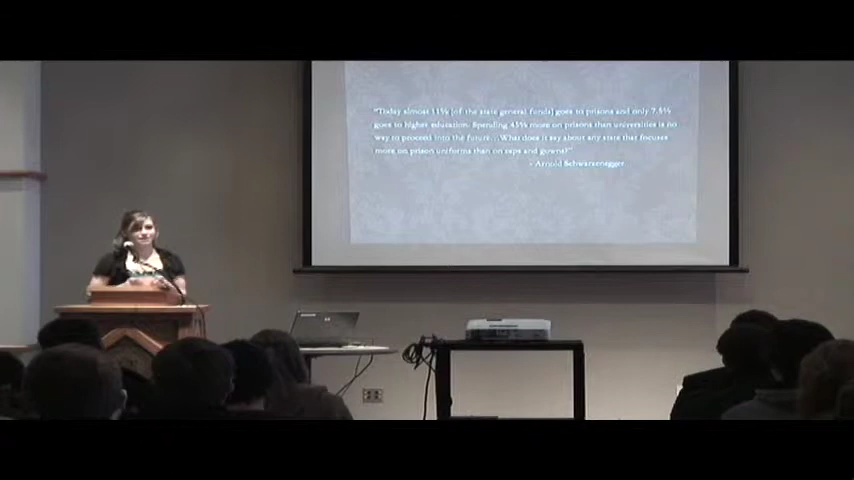 "Today almost 11% [of the state general funds] goes to prisons and only 7.5%
goes to higher education. Spending 45% more on prisons than universities is no
way to proceed into the future…What does it say about any state that focuses
more on prison uniforms than on caps and gowns?"
- Arnold Schwarzenegger